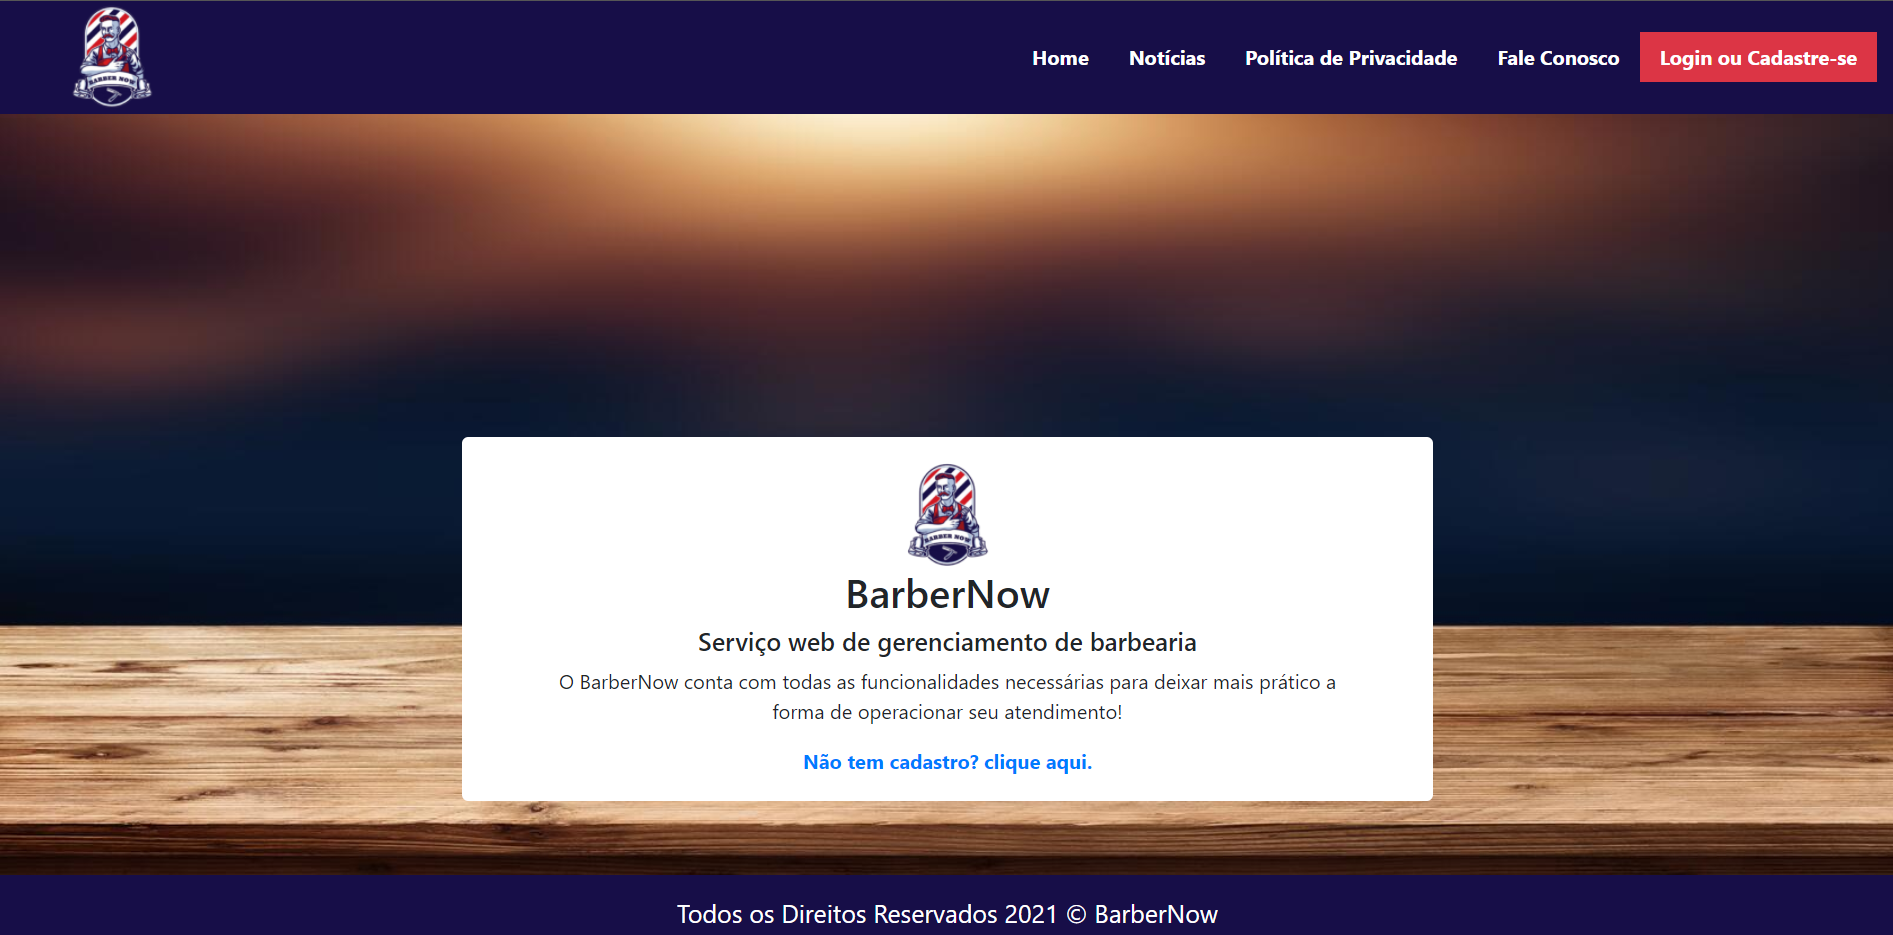 BARBER NOW
Home Notícias Política de Privacidade Fale Conosco Login ou Cadastre-se
BARBER NOW
BarberNow
Serviço web de gerenciamento de barbearia
O BarberNow conta com todas as funcionalidades necessárias para deixar mais prático a
forma de operacionar seu atendimento!
Não tem cadastro? clique aqui.
Todos os Direitos Reservados 2021 © BarberNow